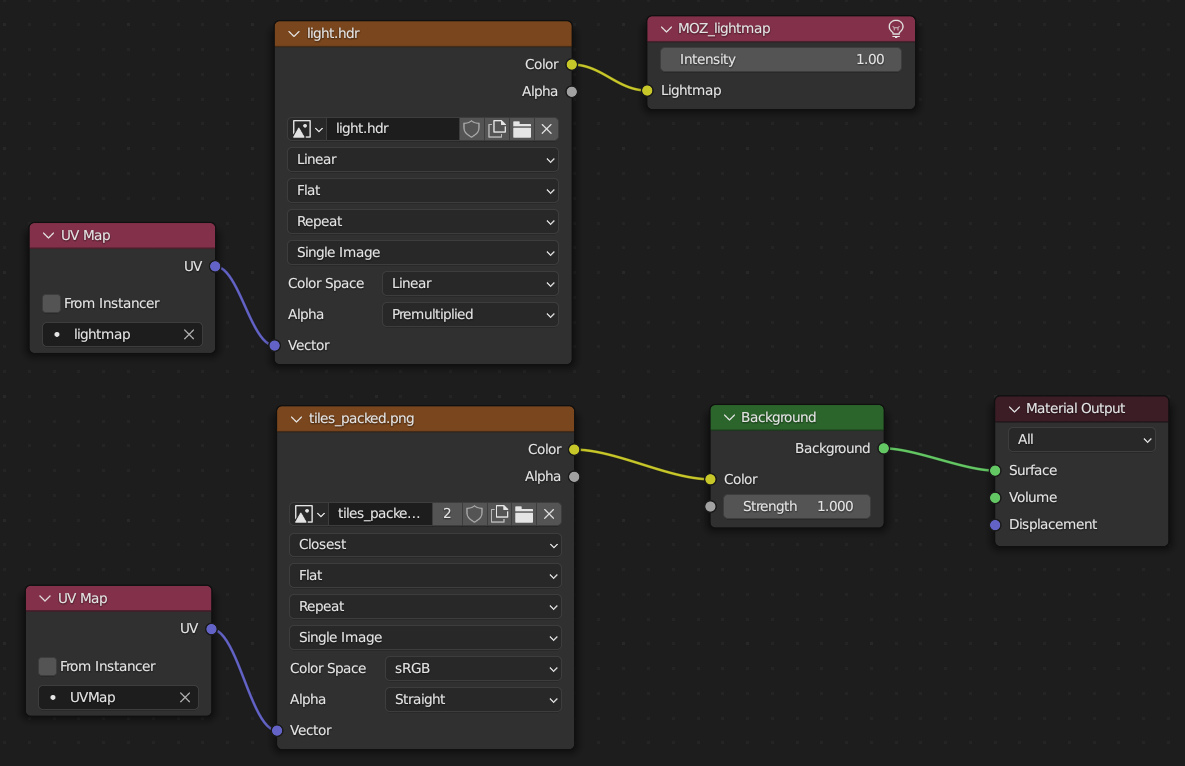 light.hdr
Color
Alpha
light.hdr
Linear
Flat
Repeat
Single Image
Color Space Linear
Alpha Premultiplied
Vector
MOZ_lightmap
Intensity 1.00
Lightmap
UV Map
UV
From Instancer
lightmap
tiles_packed.png
Color
Alpha
tiles_packe... 2
Closest
Flat
Repeat
Single Image
Color Space sRGB
Alpha Straight
Vector
Background
Background
Color
Strength 1.000
Material Output
All
Surface
Volume
Displacement
UV Map
UV
From Instancer
UVMap